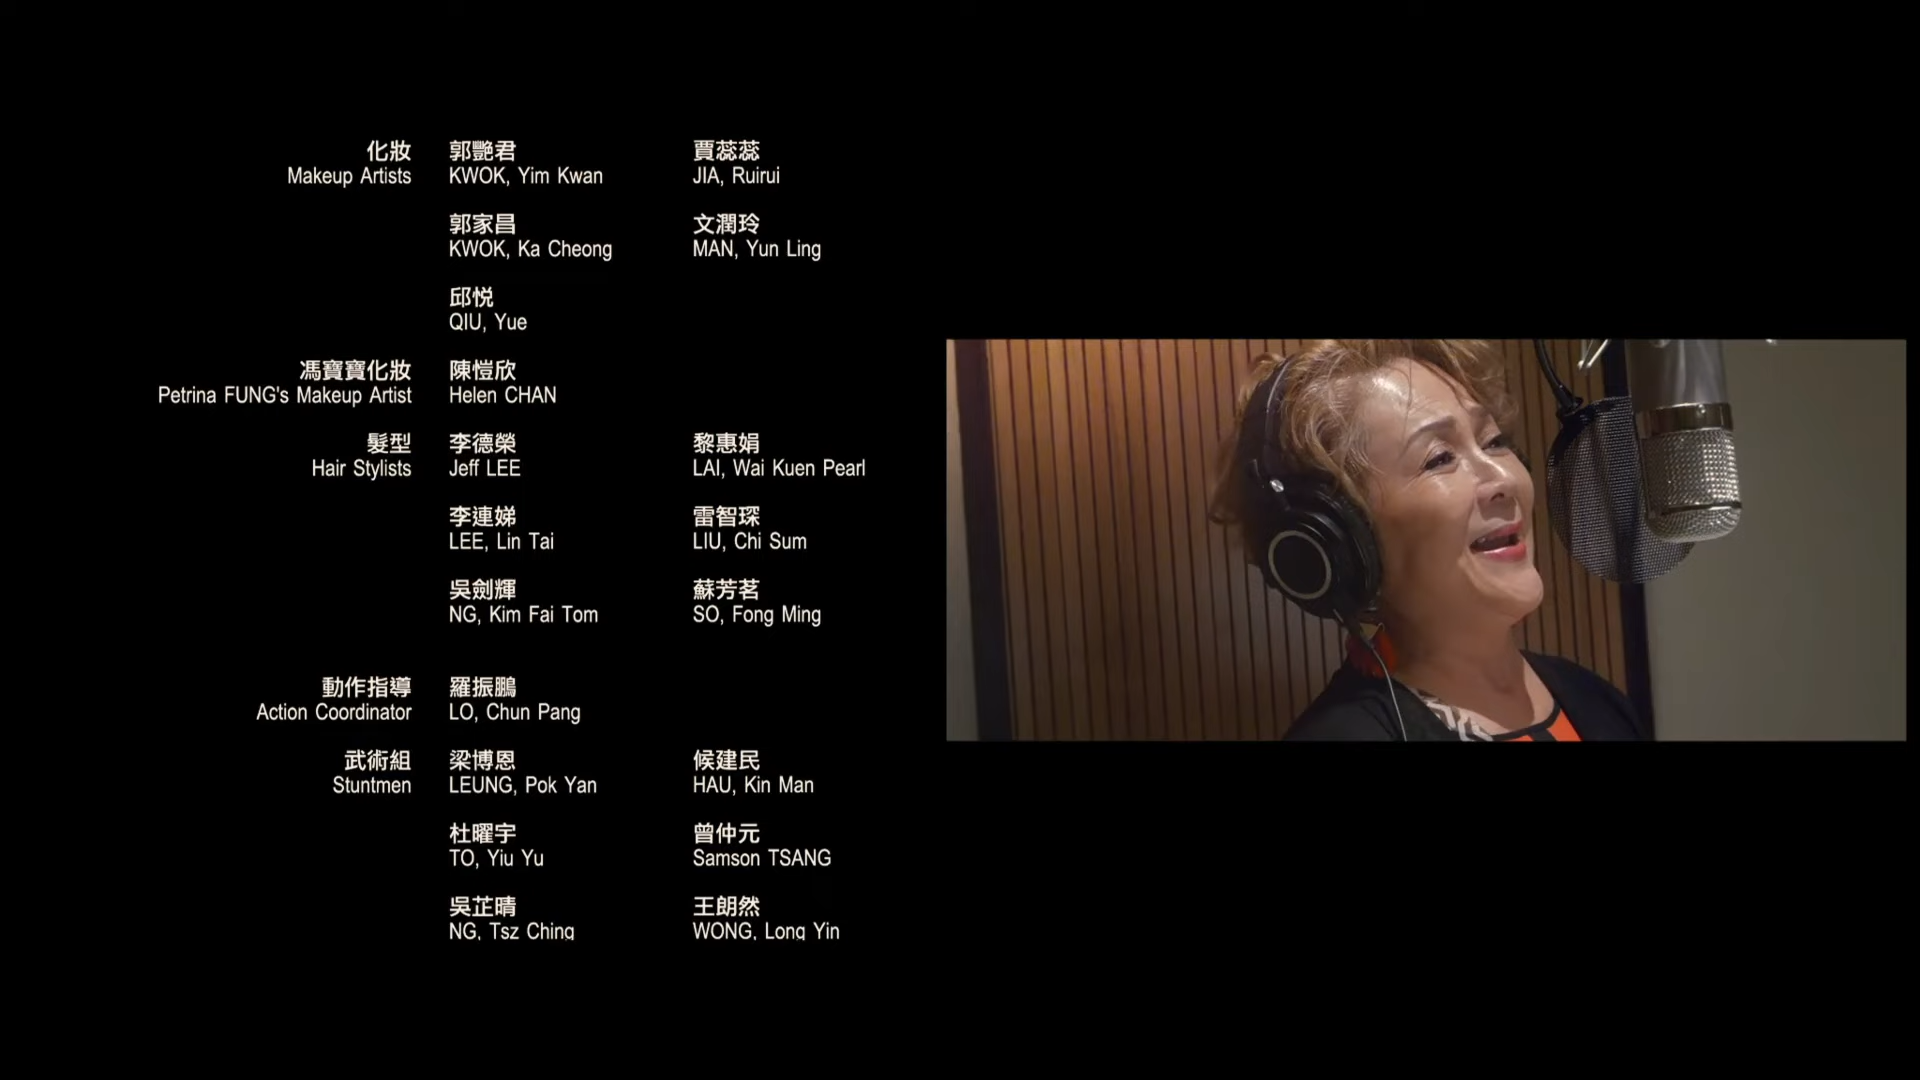 化妝 郭艷君 賈蕊蕊
Makeup Artists KWOK, Yim Kwan JIA, Ruirui
郭家昌 文潤玲
KWOK, Ka Cheong MAN, Yun Ling
邱悦
QIU, Yue
馮寶寶化妝 陳愷欣
Petrina FUNG's Makeup Artist Helen CHAN
髮型 李德榮 黎惠娟
Hair Stylists Jeff LEE LAI, Wai Kuen Pearl
李連娣 雷智琛
LEE, Lin Tai LIU, Chi Sum
吳劍輝 蘇芳茗
NG, Kim Fai Tom SO, Fong Ming
動作指導 羅振鵬
Action Coordinator LO, Chun Pang
武術組 梁博恩 候建民
Stuntmen LEUNG, Pok Yan HAU, Kin Man
杜曜宇 曾仲元
TO, Yiu Yu Samson TSANG
吳芷晴 王朗然
NG, Tsz Ching WONG, Long Yin